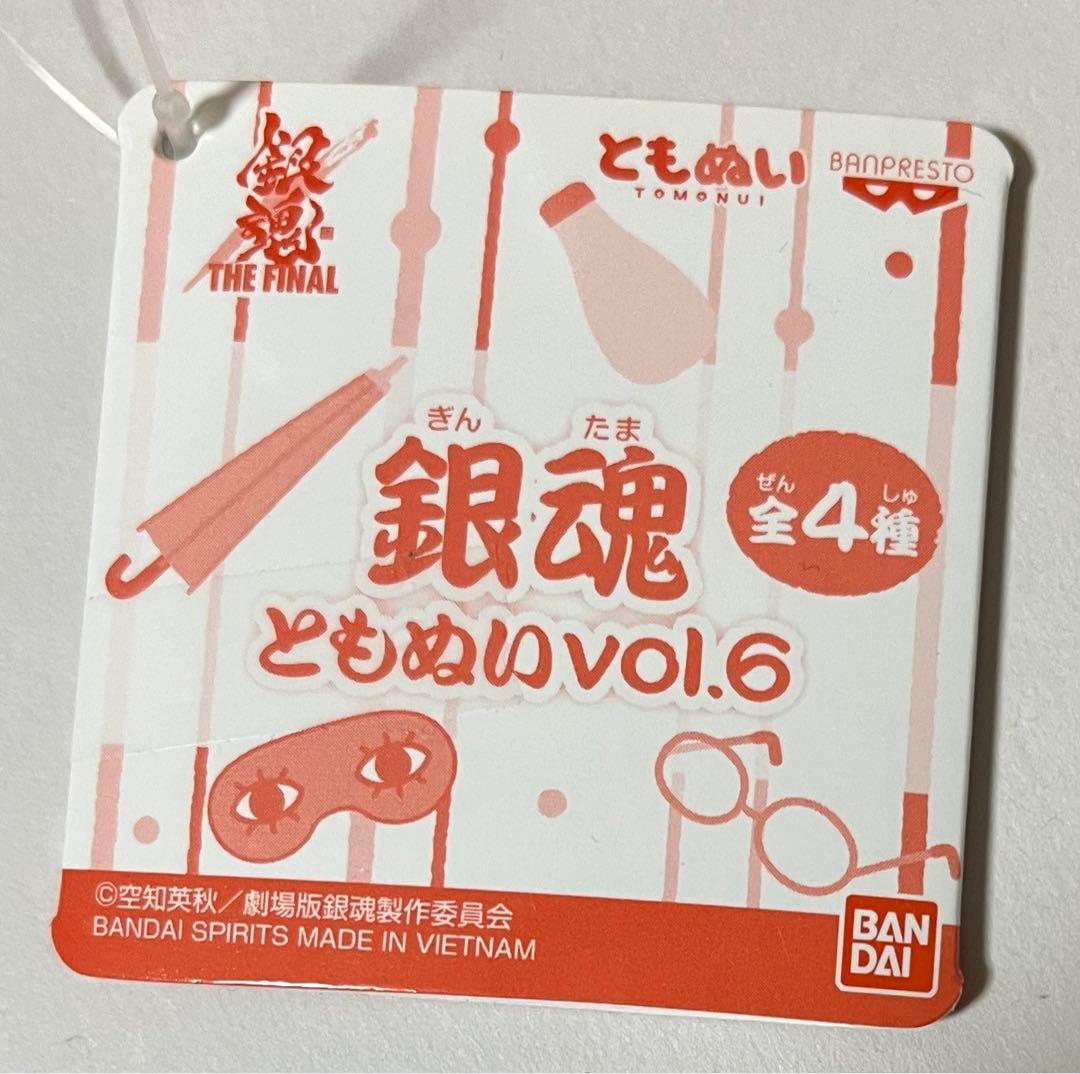 銀魂
THE FINAL
ともぬい
TOMONUI
BANPRESTO
ぎん たま
銀魂
ぜん しゅ
全4種
ともぬいvol.6
©空知英秋/劇場版銀魂製作委員会
BANDAI SPIRITS MADE IN VIETNAM
BAN
DAI